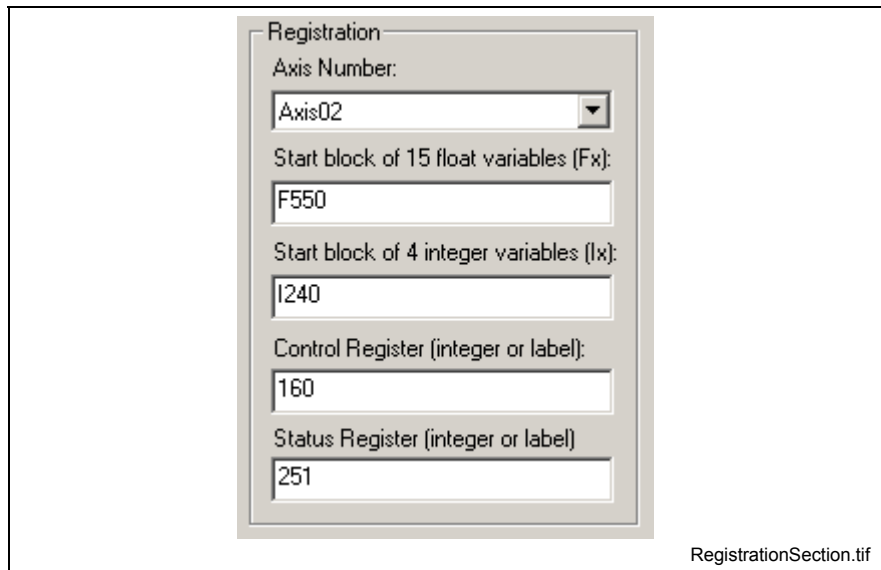 Registration
Axis Number:
Axis02
Start block of 15 float variables (Fx):
F550
Start block of 4 integer variables (Ix):
I240
Control Register (integer or label):
160
Status Register (integer or label)
251
RegistrationSection.tif